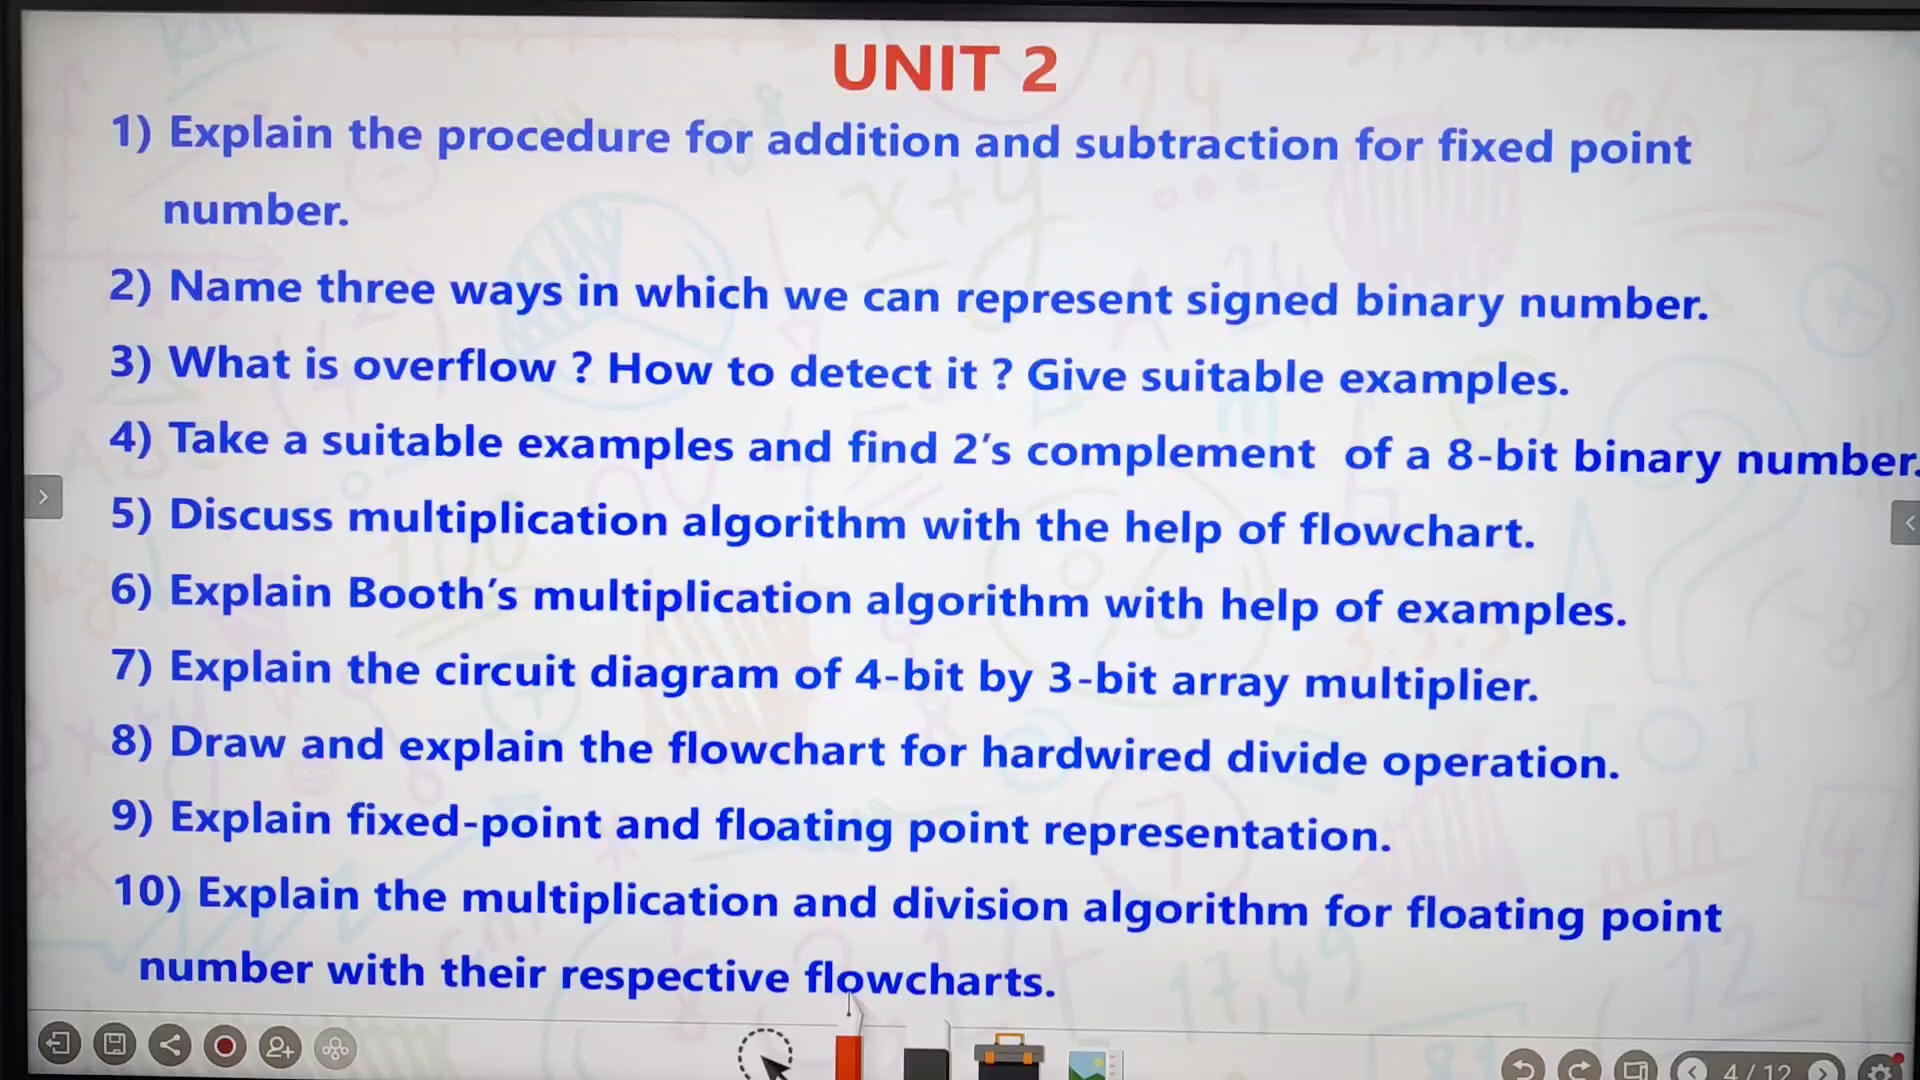 UNIT 2
1) Explain the procedure for addition and subtraction for fixed point
number.
2) Name three ways in which we can represent signed binary number.
3) What is overflow ? How to detect it ? Give suitable examples.
4) Take a suitable examples and find 2's complement of a 8-bit binary number.
5) Discuss multiplication algorithm with the help of flowchart.
6) Explain Booth's multiplication algorithm with help of examples.
7) Explain the circuit diagram of 4-bit by 3-bit array multiplier.
8) Draw and explain the flowchart for hardwired divide operation.
9) Explain fixed-point and floating point representation.
10) Explain the multiplication and division algorithm for floating point
number with their respective flowcharts.
4 / 12